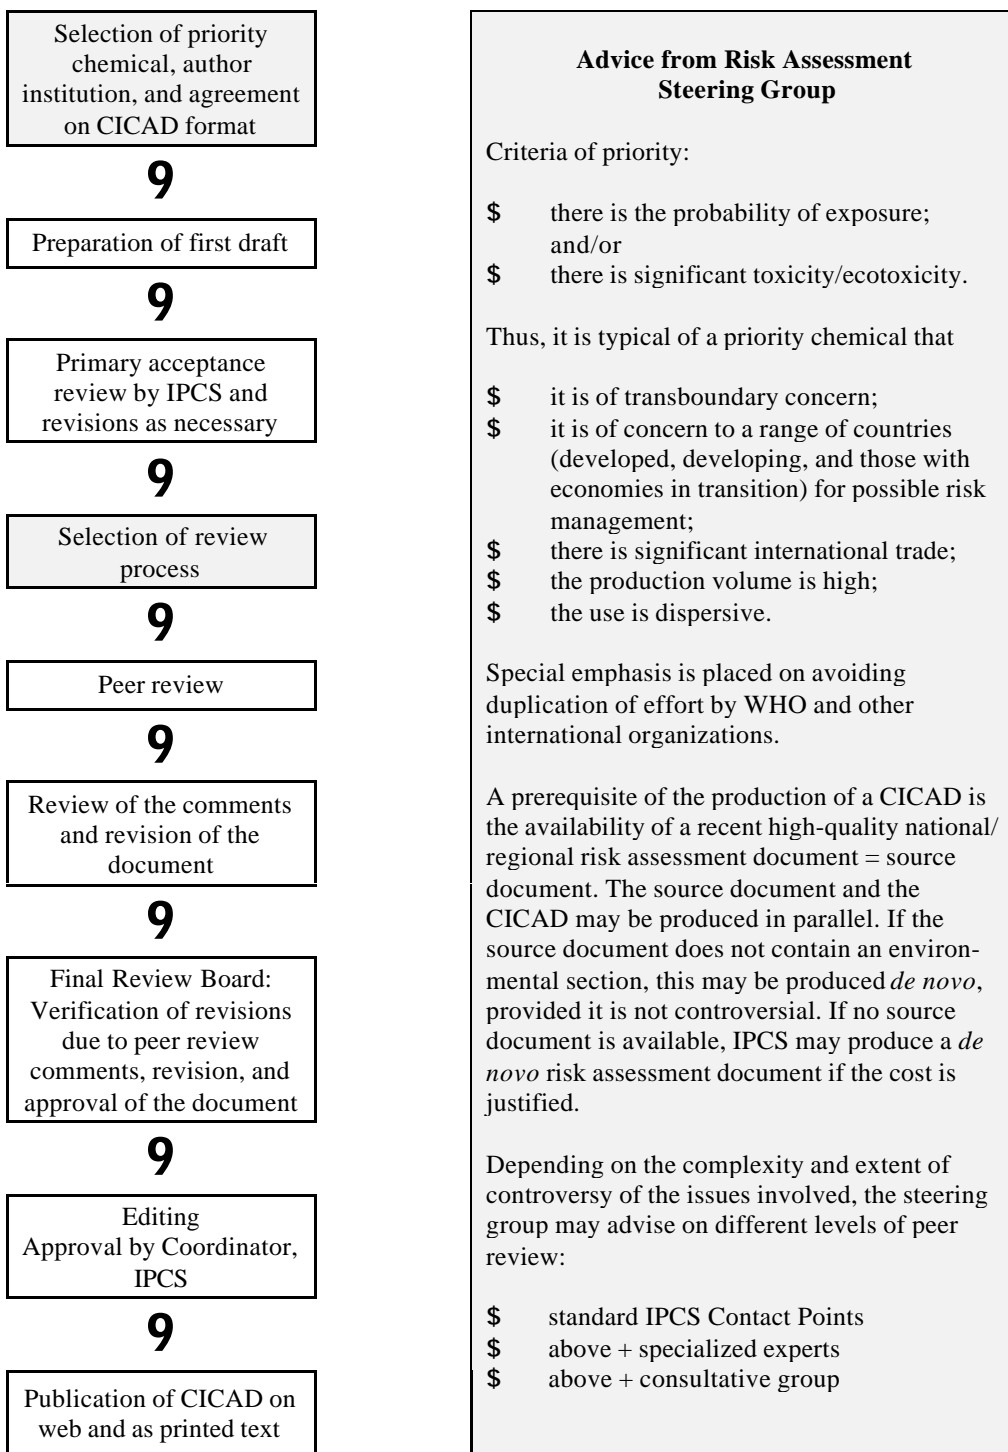 Selection of priority
chemical, author
institution, and agreement
on CICAD format
9
Preparation of first draft
9
Primary acceptance
review by IPCS and
revisions as necessary
9
Selection of review
process
9
Peer review
9
Review of the comments
and revision of the
document
9
Final Review Board:
Verification of revisions
due to peer review
comments, revision, and
approval of the document
9
Editing
Approval by Coordinator,
IPCS
9
Publication of CICAD on
web and as printed text
Advice from Risk Assessment
Steering Group
Criteria of priority:
$ there is the probability of exposure;
and/or
$ there is significant toxicity/ecotoxicity.
Thus, it is typical of a priority chemical that
$ it is of transboundary concern;
$ it is of concern to a range of countries
(developed, developing, and those with
economies in transition) for possible risk
management;
$ there is significant international trade;
$ the production volume is high;
$ the use is dispersive.
Special emphasis is placed on avoiding
duplication of effort by WHO and other
international organizations.
A prerequisite of the production of a CICAD is
the availability of a recent high-quality national/
regional risk assessment document = source
document. The source document and the
CICAD may be produced in parallel. If the
source document does not contain an environ-
mental section, this may be produced de novo,
provided it is not controversial. If no source
document is available, IPCS may produce a de
novo risk assessment document if the cost is
justified.
Depending on the complexity and extent of
controversy of the issues involved, the steering
group may advise on different levels of peer
review:
$ standard IPCS Contact Points
$ above + specialized experts
$ above + consultative group